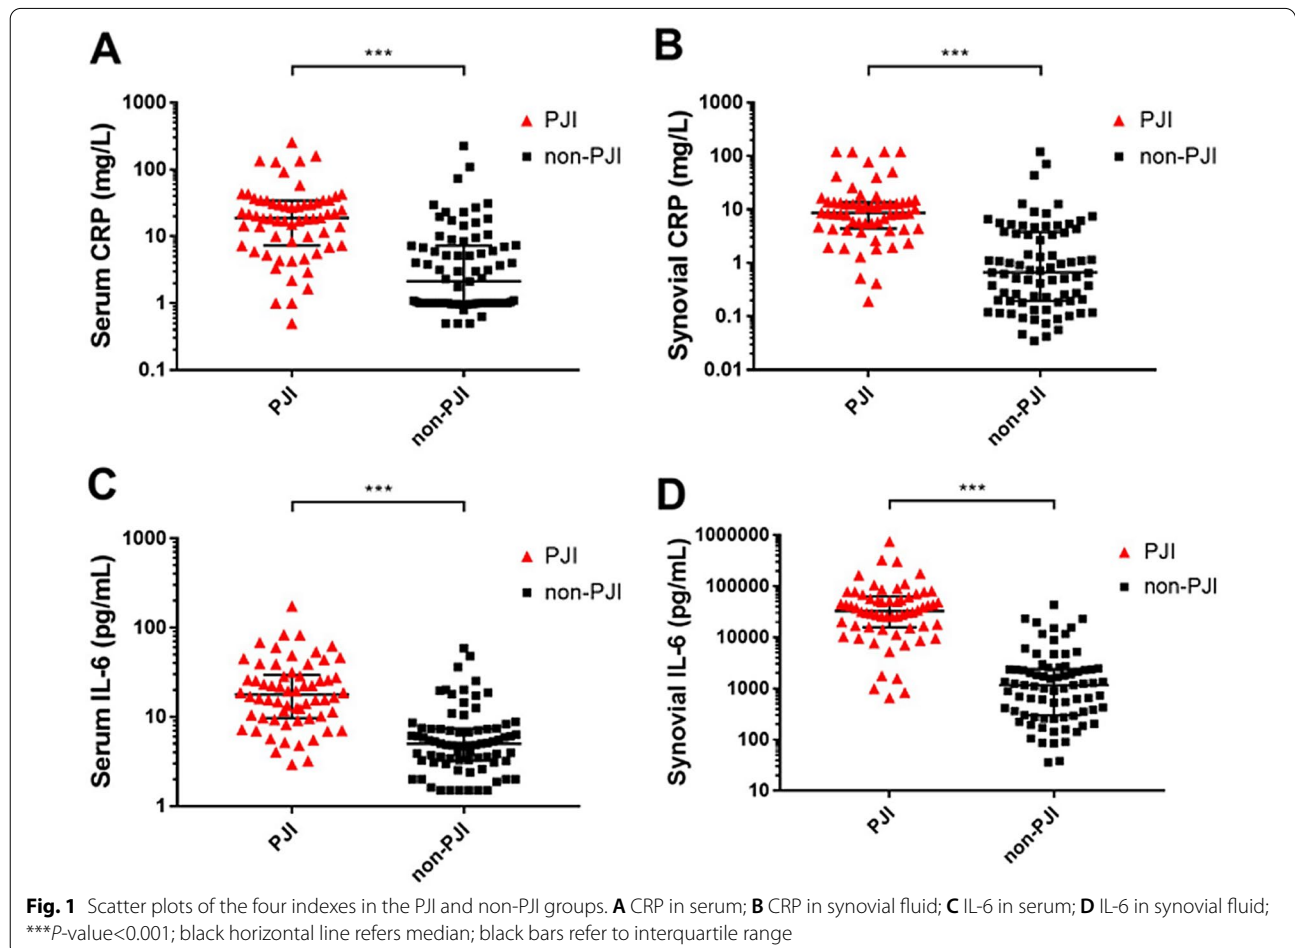 A
***
Serum CRP (mg/L)
1000
100
10
1
0.1
PJI
non-PJI
PJI
non-PJI
B
***
Synovial CRP (mg/L)
1000
100
10
1
0.1
0.01
PJI
non-PJI
PJI
non-PJI
C
***
Serum IL-6 (pg/mL)
1000
100
10
1
PJI
non-PJI
PJI
non-PJI
D
***
Synovial IL-6 (pg/mL)
1000000
100000
10000
1000
100
10
PJI
non-PJI
PJI
non-PJI
Fig. 1 Scatter plots of the four indexes in the PJI and non-PJI groups. A CRP in serum; B CRP in synovial fluid; C IL-6 in serum; D IL-6 in synovial fluid;
***P-value<0.001; black horizontal line refers median; black bars refer to interquartile range